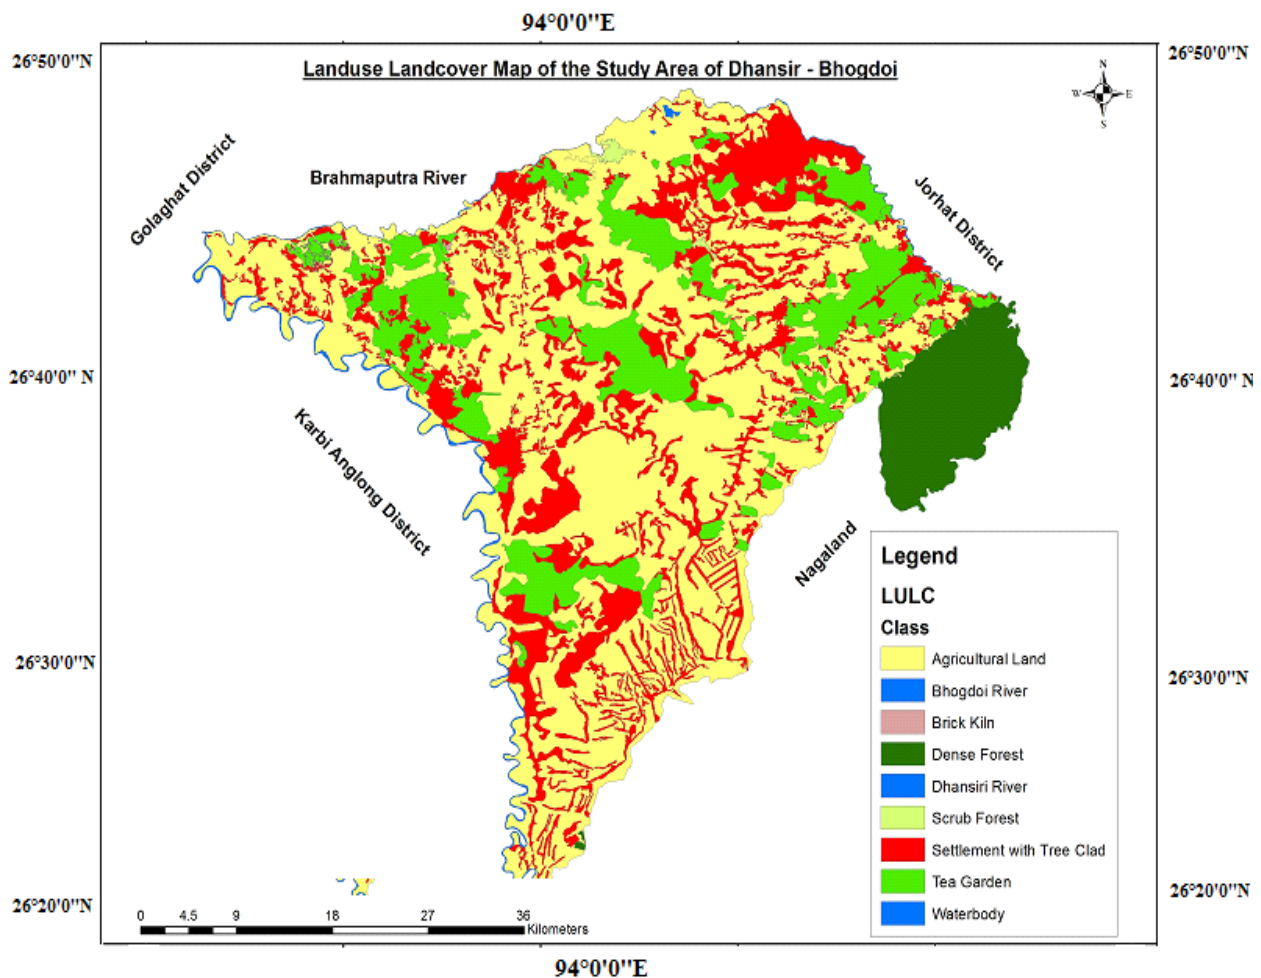 94°0'0"E
26°50'0"N
26°50'0"N
Landuse Landcover Map of the Study Area of Dhansir - Bhogdoi
N
W
E
S
Golaghat District
Brahmaputra River
Jorhat District
26°40'0" N
26°40'0" N
Karbi Anglong District
Nagaland
Legend
LULC
Class
Agricultural Land
Bhogdoi River
Brick Kiln
Dense Forest
Dhansiri River
Scrub Forest
Settlement with Tree Clad
Tea Garden
Waterbody
26°30'0"N
26°30'0"N
26°20'0"N
26°20'0"N
0 4.5 9 18 27 36
Kilometers
94°0'0"E